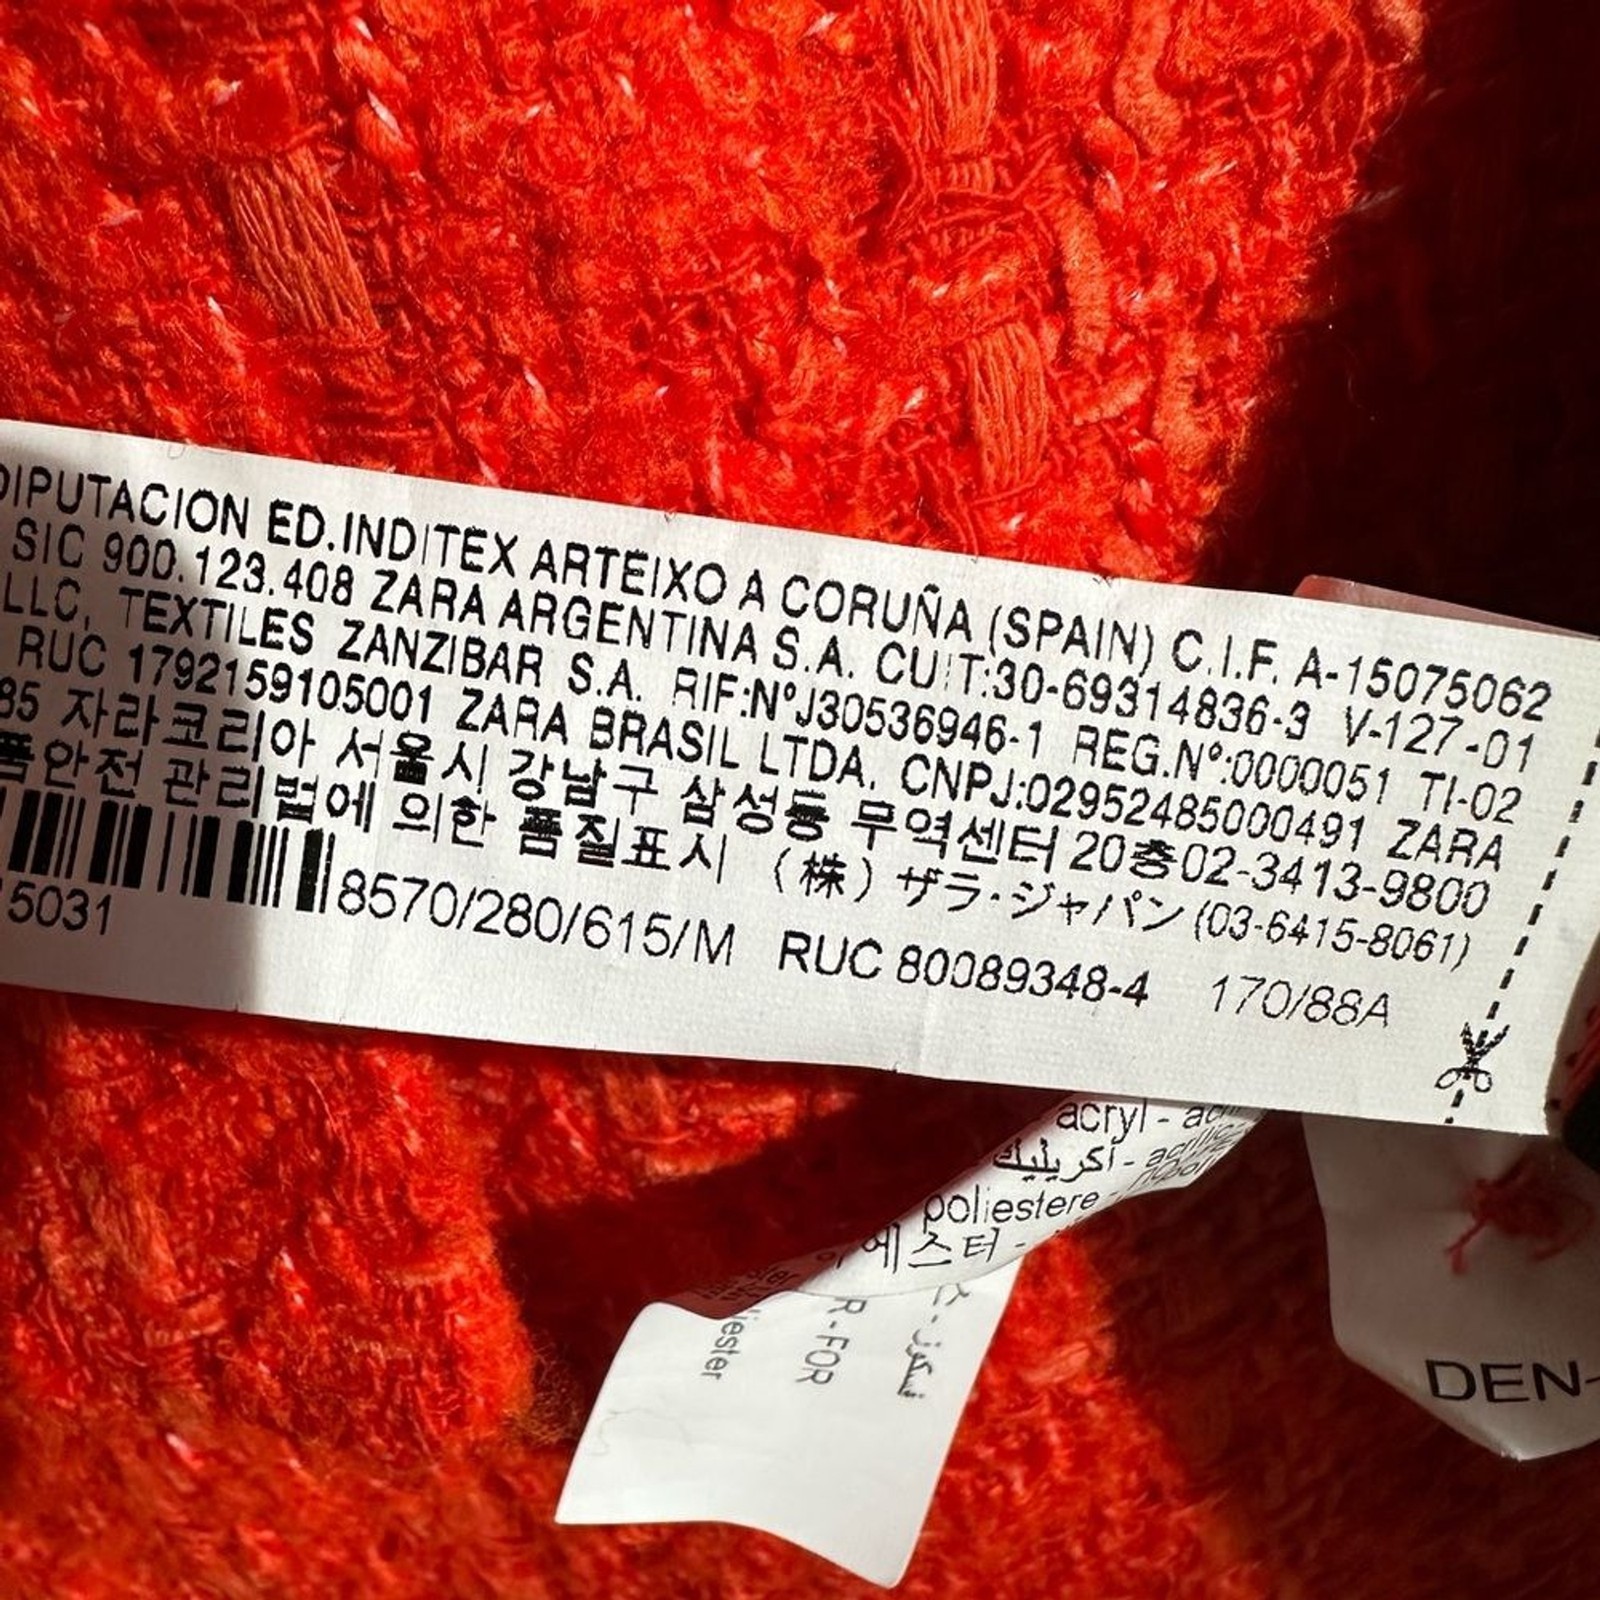 DIPUTACION ED.INDITEX ARTEIXO A CORUÑA (SPAIN) C.I.F. A-15075062
SIC 900.123.408 ZARA ARGENTINA S.A. CUIT:30-69314836-3 V-127-01
LLC, TEXTILES ZANZIBAR S.A. RIF:NºJ30536946-1 REG.Nº:0000051 TI-02
RUC 1792159105001 ZARA BRASIL LTDA. CNPJ:02952485000491 ZARA
85 자라코리아 서울시 강남구 삼성동 무역센터 20층02-3413-9800
품안전 관리법에 의한 품질표시 (株) ザラ・ジャパン (03-6415-8061)
5031 8570/280/615/M RUC 80089348-4 170/88A
acryl -
اكريليك -
poliestere -
에스터 -
iester
R-FOR
DEN-